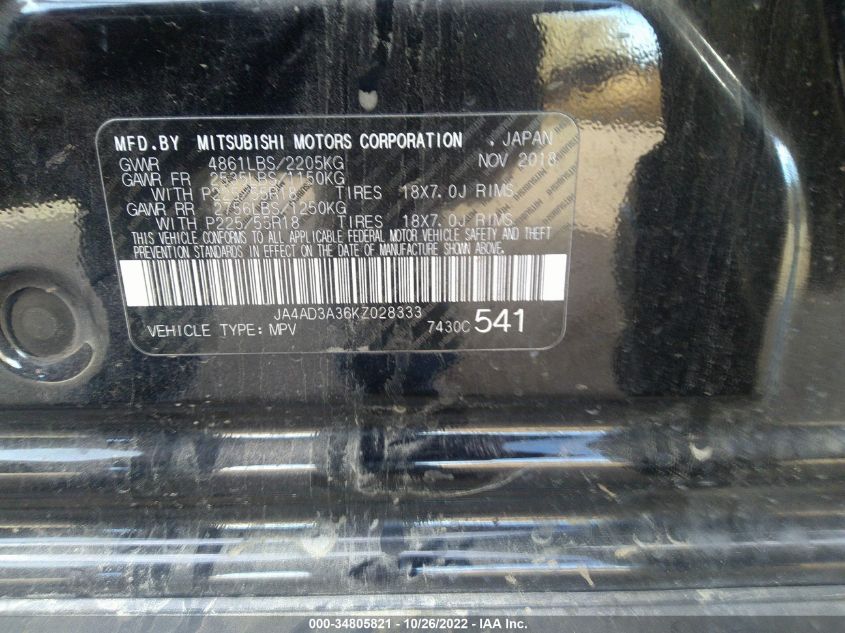 MFD.BY MITSUBISHI MOTORS CORPORATION JAPAN
GVWR 4861LBS/2205KG NOV 2018
GAWR FR 2535LBS/1150KG
WITH P225/55R18 TIRES 18X7.0J RIMS
GAWR RR 2756LBS/1250KG
WITH P225/55R18 TIRES 18X7.0J RIMS
THIS VEHICLE CONFORMS TO ALL APPLICABLE FEDERAL MOTOR VEHICLE SAFETY AND THEFT
PREVENTION STANDARDS IN EFFECT ON THE DATE OF MANUFACTURE SHOWN ABOVE.
JA4AD3A36KZ028333
VEHICLE TYPE: MPV 7430C 541
000-34805821 - 10/26/2022 - IAA Inc.